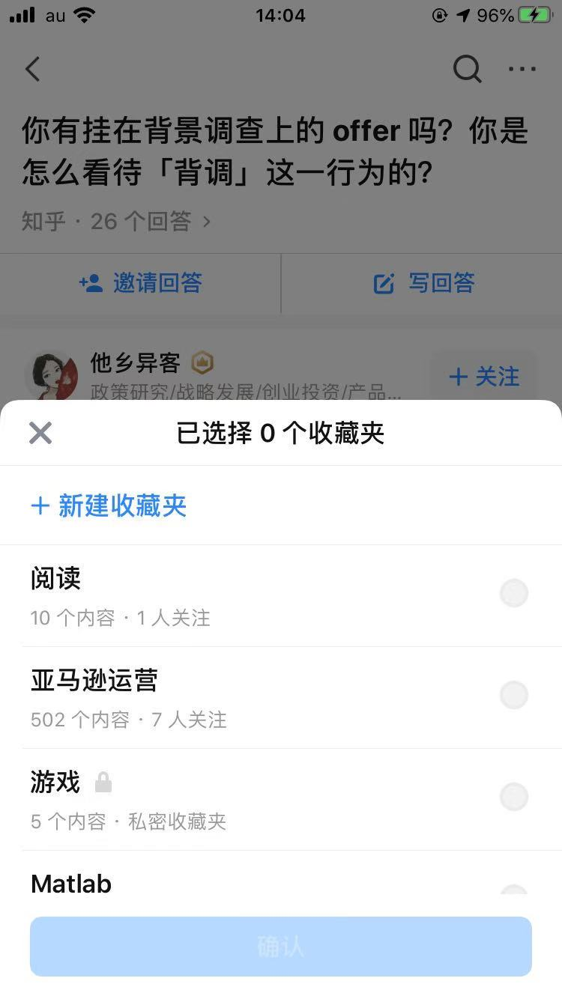 au 14:04 96%
你有挂在背景调查上的 offer 吗？你是
怎么看待「背调」这一行为的？
知乎 · 26 个回答 >
邀请回答
写回答
他乡异客
政策研究/战略发展/创业投资/产品...
+ 关注
已选择 0 个收藏夹
+ 新建收藏夹
阅读
10 个内容 · 1 人关注
亚马逊运营
502 个内容 · 7 人关注
游戏
5 个内容 · 私密收藏夹
Matlab
确认